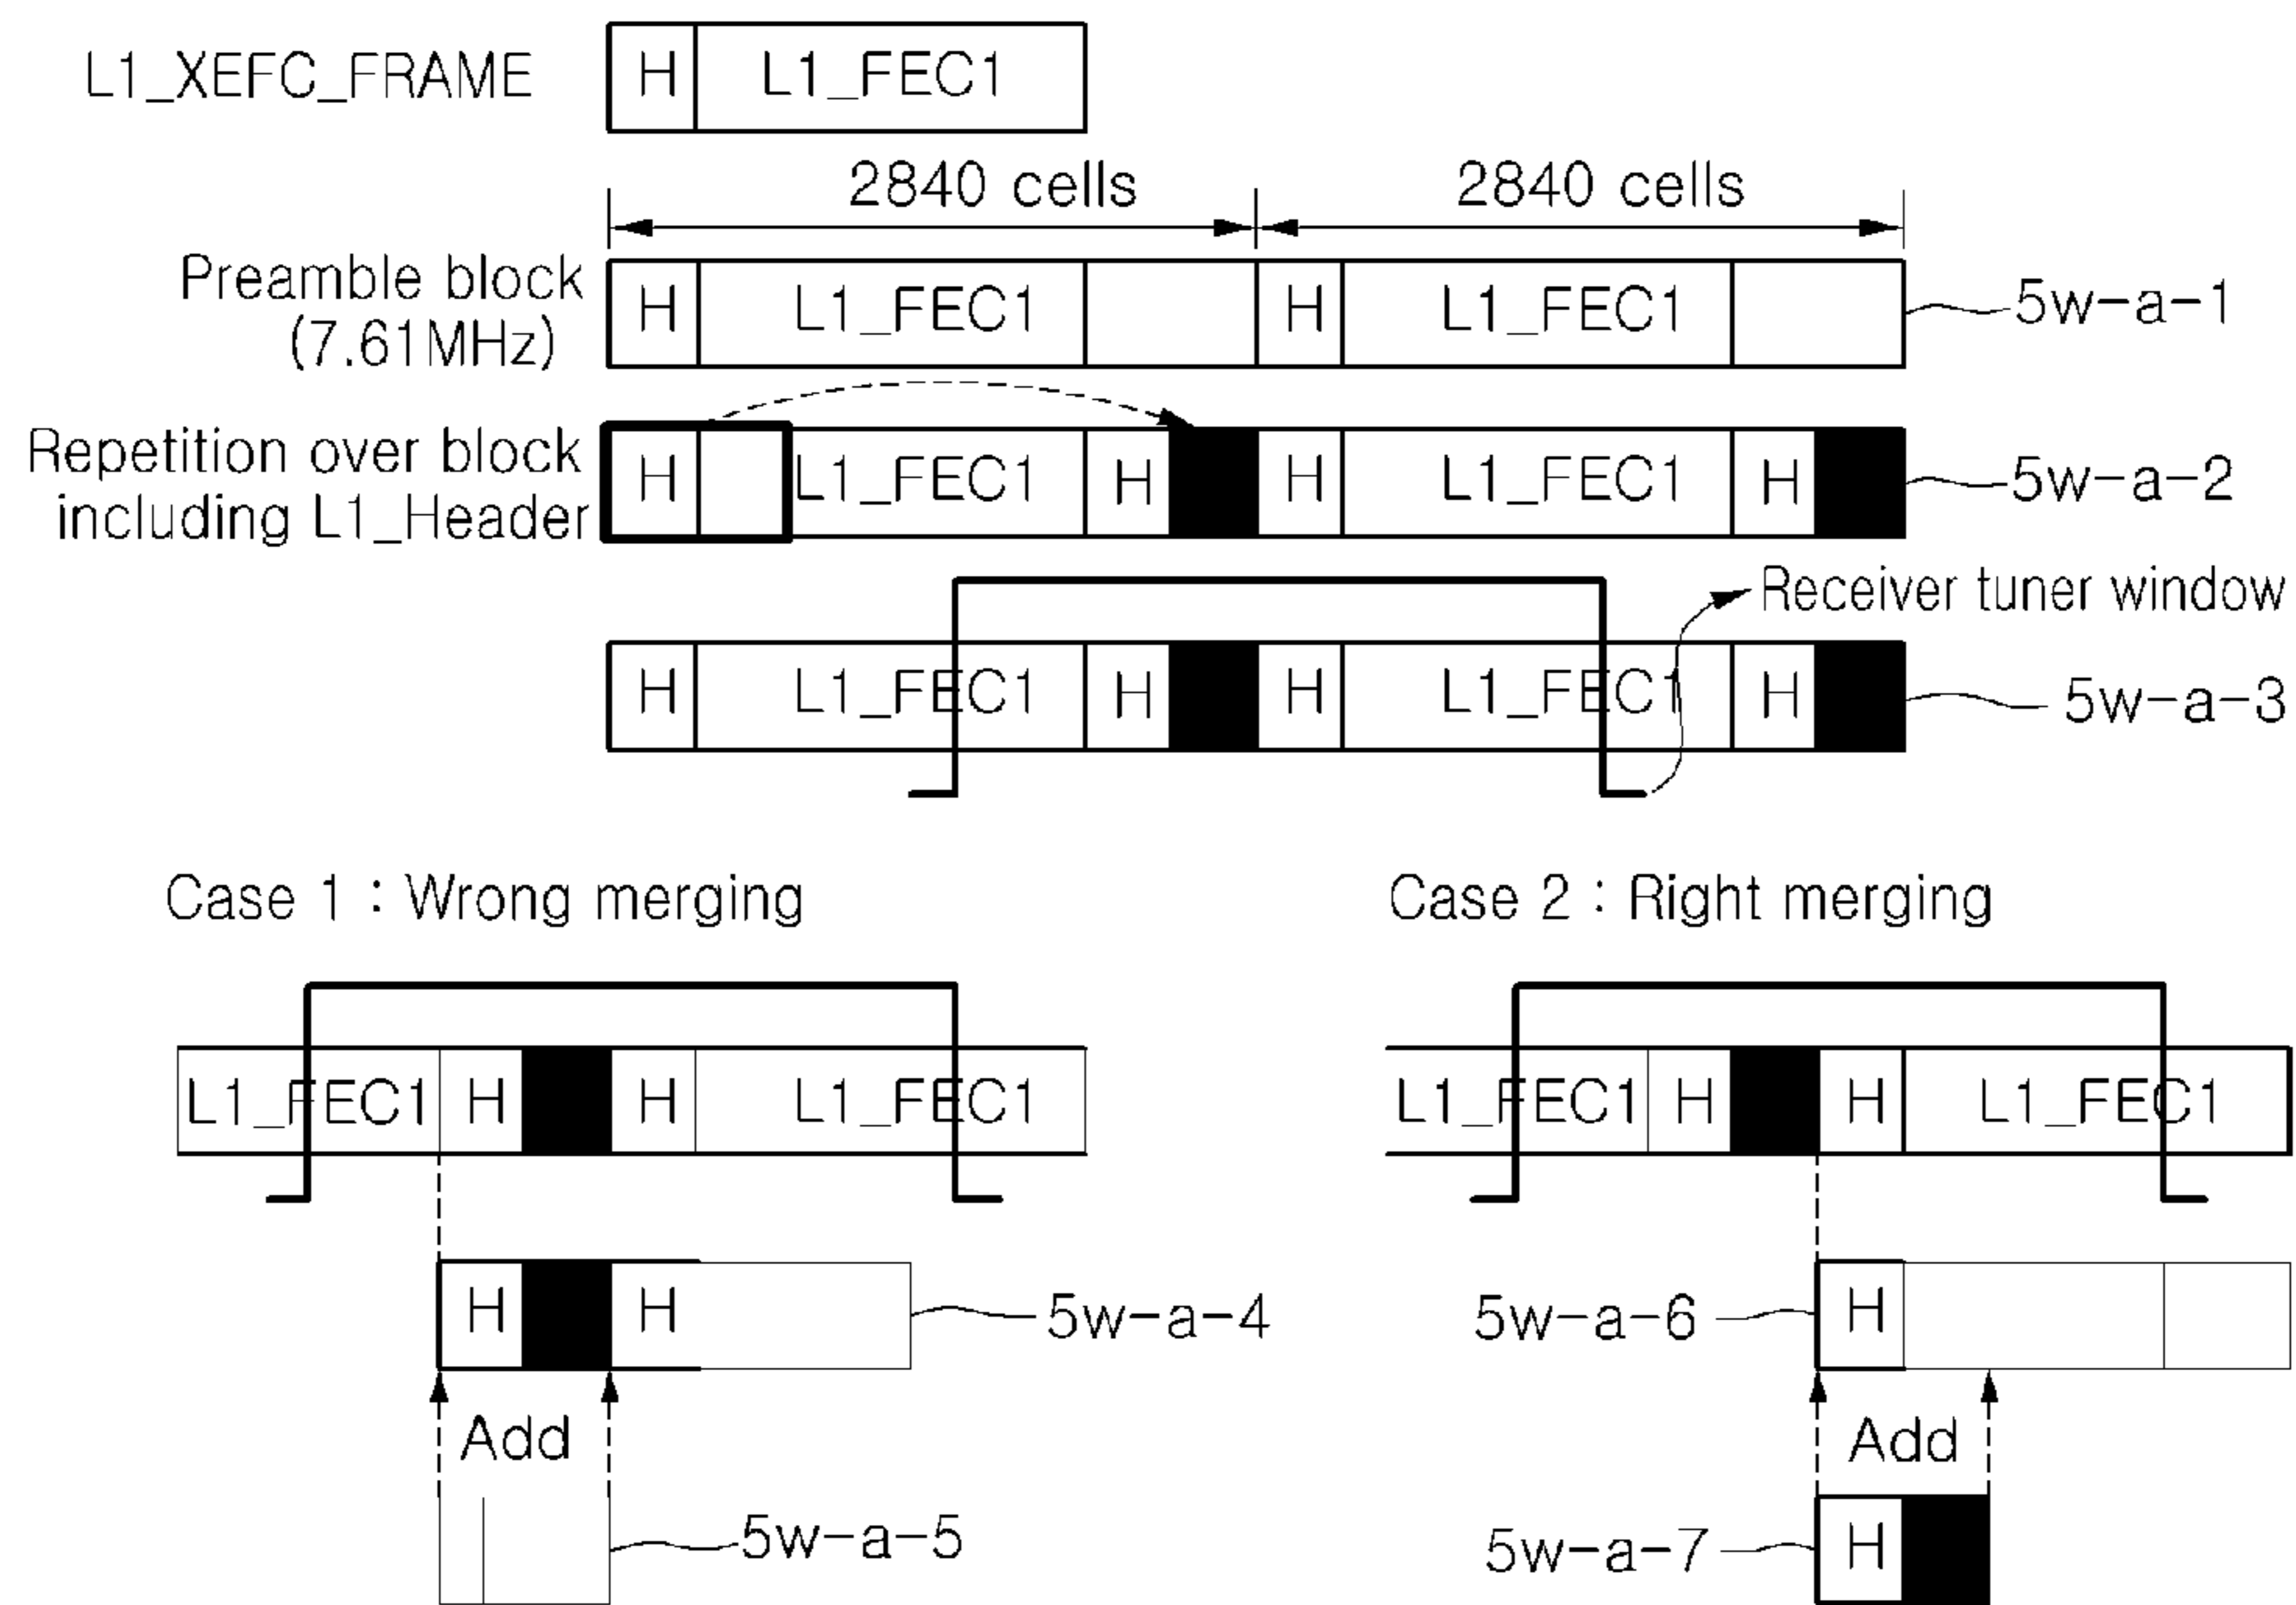 L1_XEFC_FRAME
H L1_FEC1
2840 cells 2840 cells
Preamble block
(7.61MHz)
H L1_FEC1 H L1_FEC1
5w-a-1
Repetition over block
including L1_Header
H L1_FEC1 H H L1_FEC1 H
5w-a-2
Receiver tuner window
H L1_FEC1 H H L1_FEC1 H
5w-a-3
Case 1 : Wrong merging
Case 2 : Right merging
L1_FEC1 H H L1_FEC1
L1_FEC1 H H L1_FEC1
H H
5w-a-4
5w-a-6
H
Add
Add
5w-a-5
5w-a-7
H